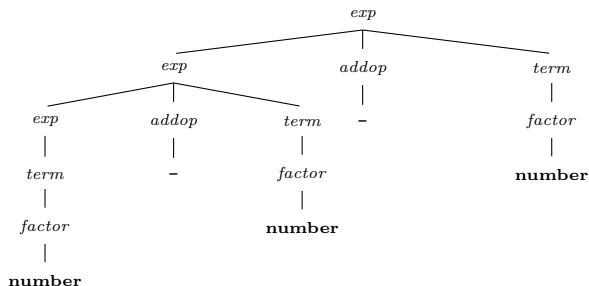 exp
exp addop term
exp addop term – factor
term – factor number
factor number
number